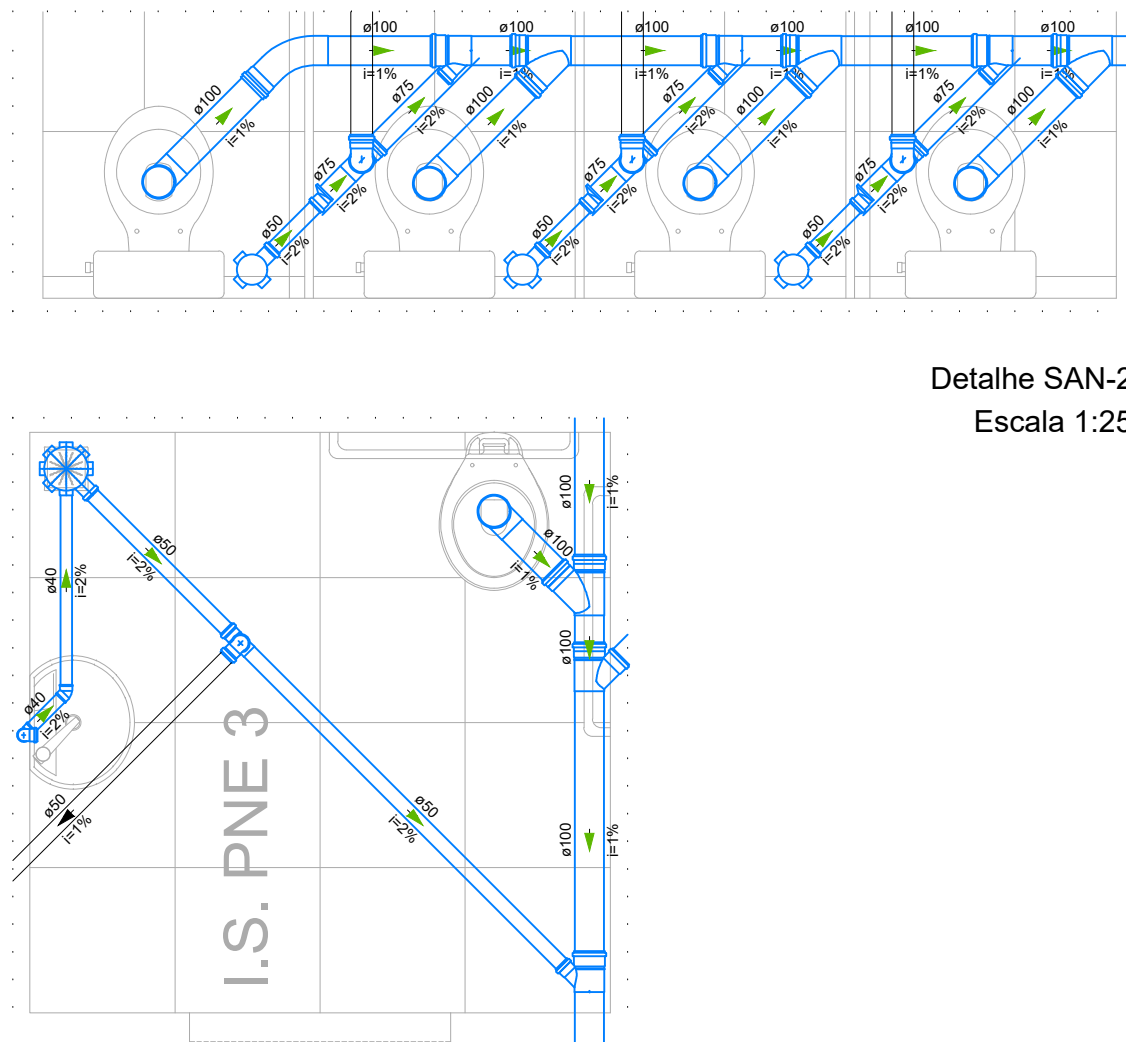 ø100
ø100
ø100
ø100
ø100
ø100
i=1%
i=1%
i=1%
i=1%
i=1%
i=1%
ø100
i=1%
ø75
i=2%
ø100
i=1%
ø75
i=2%
ø100
i=1%
ø75
i=2%
ø100
i=1%
ø75
i=2%
ø50
i=2%
ø75
i=2%
ø50
i=2%
ø75
i=2%
ø50
i=2%
Detalhe SAN-2
Escala 1:25
ø100
i=1%
ø50
i=2%
ø100
i=1%
ø40
i=2%
ø100
ø40
i=2%
I.S. PNE 3
ø50
i=1%
ø50
i=2%
ø100
i=1%